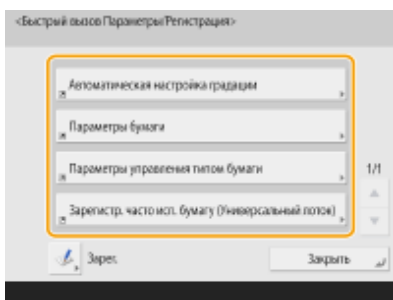 <Быстрый вызов Параметры/Регистрация>
Автоматическая настройка градации
Параметры бумаги
Параметры управления типом бумаги
1/1
Зарегистр. часто исп. бумагу (Универсальный лоток)
Зарег.
Закрыть